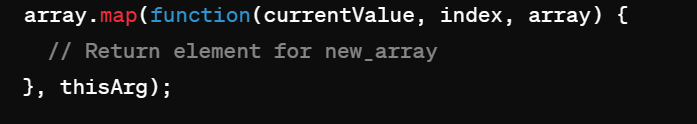 array.map(function(currentValue, index, array) {
  // Return element for new_array
}, thisArg);